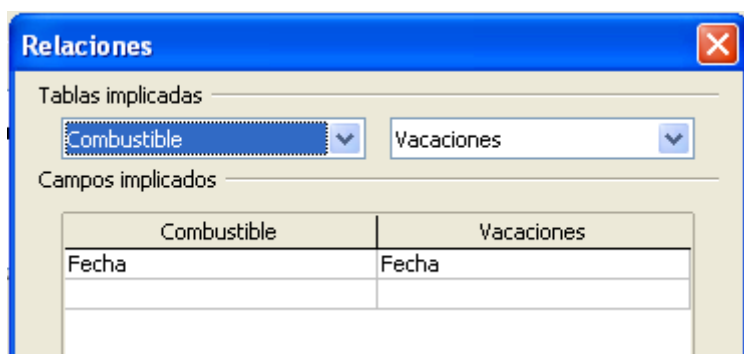 Relaciones
Tablas implicadas
Combustible Vacaciones
Campos implicados
Combustible Vacaciones
Fecha Fecha